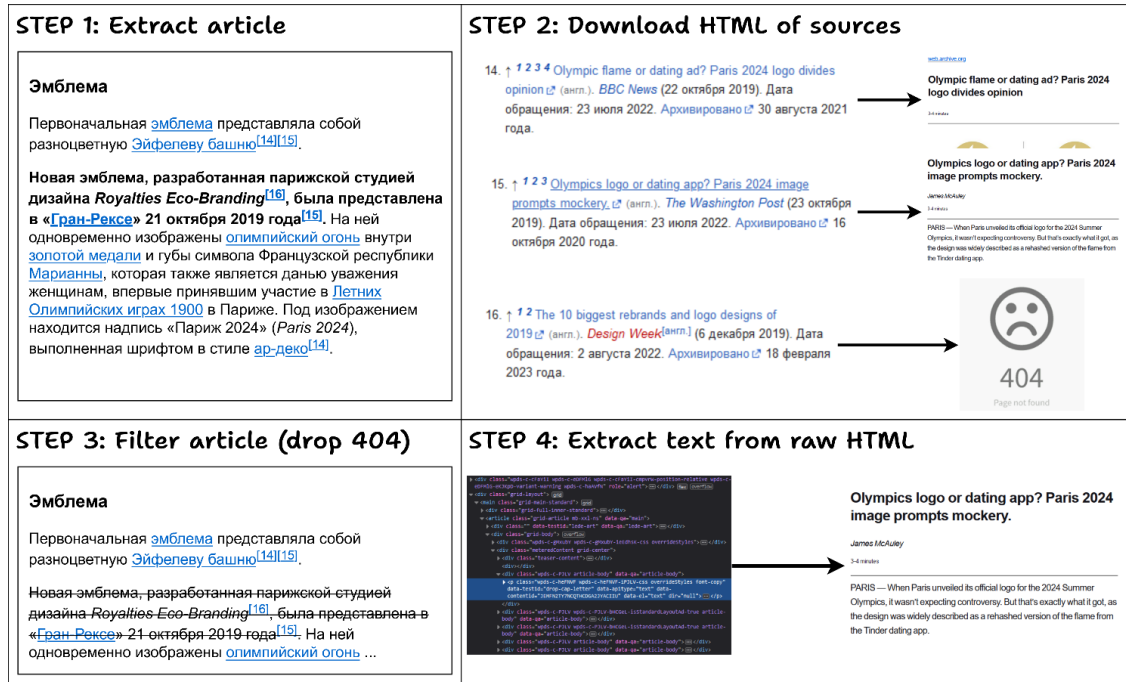 STEP 1: Extract article
Эмблема
Первоначальная эмблема представляла собой
разноцветную Эйфелеву башню[14][15].
Новая эмблема, разработанная парижской студией
дизайна Royalties Eco-Branding[16], была представлена
в «Гран-Рексе» 21 октября 2019 года[15]. На ней
одновременно изображены олимпийский огонь внутри
золотой медали и губы символа Французской республики
Марианны, которая также является данью уважения
женщинам, впервые принявшим участие в Летних
Олимпийских играх 1900 в Париже. Под изображением
находится надпись «Париж 2024» (Paris 2024),
выполненная шрифтом в стиле ар-деко[14].
STEP 2: Download HTML of sources
14. ↑ 1 2 3 4 Olympic flame or dating ad? Paris 2024 logo divides
opinion (англ.). BBC News (22 октября 2019). Дата
обращения: 23 июля 2022. Архивировано 30 августа 2021
года.
web.archive.org
Olympic flame or dating ad? Paris 2024
logo divides opinion
3-4 minutes
15. ↑ 1 2 3 Olympics logo or dating app? Paris 2024 image
prompts mockery. (англ.). The Washington Post (23 октября
2019). Дата обращения: 23 июля 2022. Архивировано 16
октября 2020 года.
Olympics logo or dating app? Paris 2024
image prompts mockery.
James McAuley
3-4 minutes
PARIS — When Paris unveiled its official logo for the 2024 Summer
Olympics, it wasn't expecting controversy. But that's exactly what it got, as
the design was widely described as a rehashed version of the flame from
the Tinder dating app.
16. ↑ 1 2 The 10 biggest rebrands and logo designs of
2019 (англ.). Design Week[англ.] (6 декабря 2019). Дата
обращения: 2 августа 2022. Архивировано 18 февраля
2023 года.
404
Page not found
STEP 3: Filter article (drop 404)
Эмблема
Первоначальная эмблема представляла собой
разноцветную Эйфелеву башню[14][15].
Новая эмблема, разработанная парижской студией
дизайна Royalties Eco-Branding[16], была представлена в
«Гран-Рексе» 21 октября 2019 года[15]. На ней
одновременно изображены олимпийский огонь ...
STEP 4: Extract text from raw HTML
Olympics logo or dating app? Paris 2024
image prompts mockery.
James McAuley
3-4 minutes
PARIS — When Paris unveiled its official logo for the 2024 Summer
Olympics, it wasn't expecting controversy. But that's exactly what it got, as
the design was widely described as a rehashed version of the flame from
the Tinder dating app.